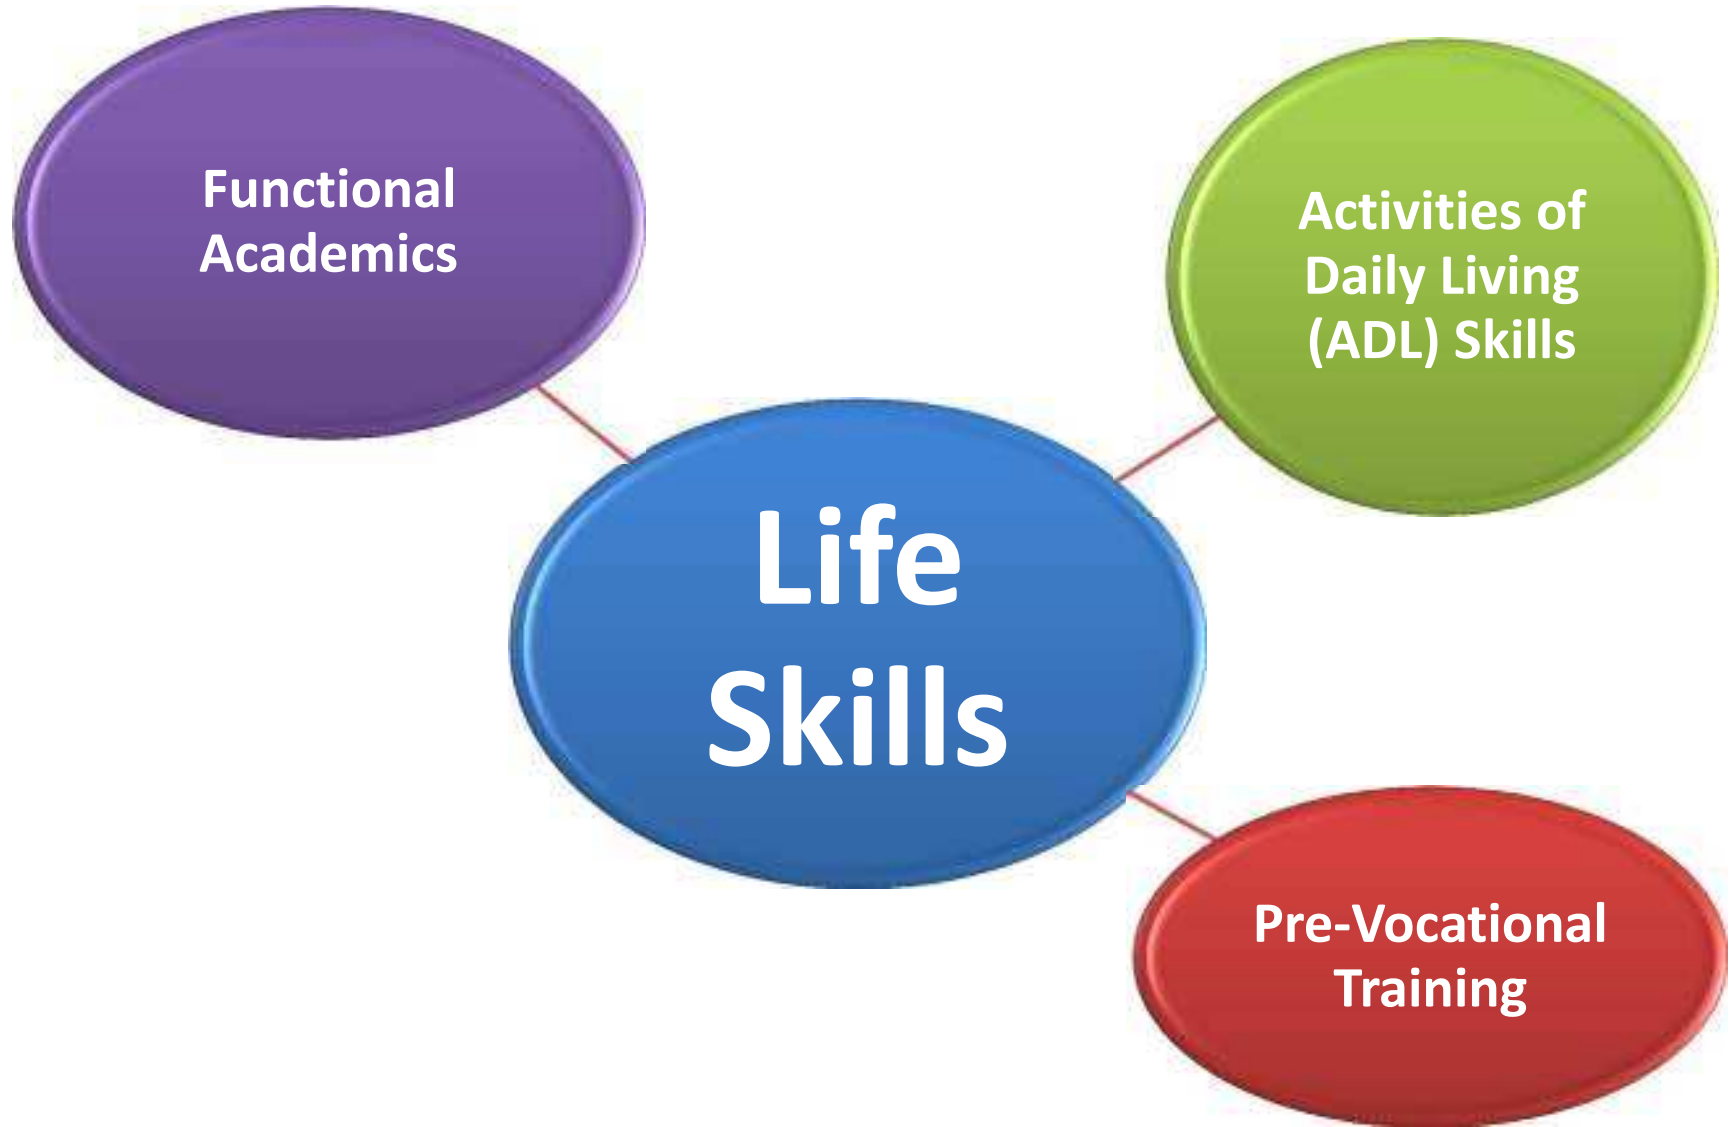 Functional
Academics
Activities of
Daily Living
(ADL) Skills
Life
Skills
Pre-Vocational
Training